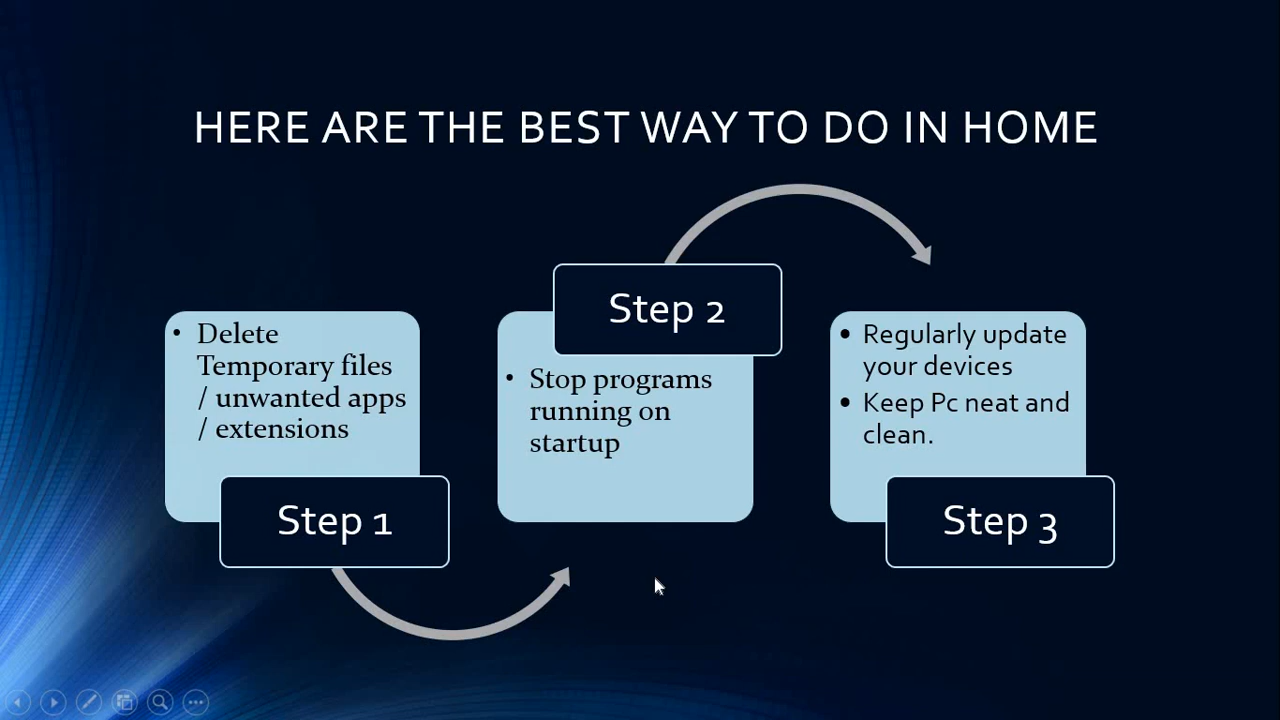 HERE ARE THE BEST WAY TO DO IN HOME
• Delete
Temporary files
/ unwanted apps
/ extensions
Step 1
Step 2
• Stop programs
running on
startup
• Regularly update
your devices
• Keep Pc neat and
clean.
Step 3